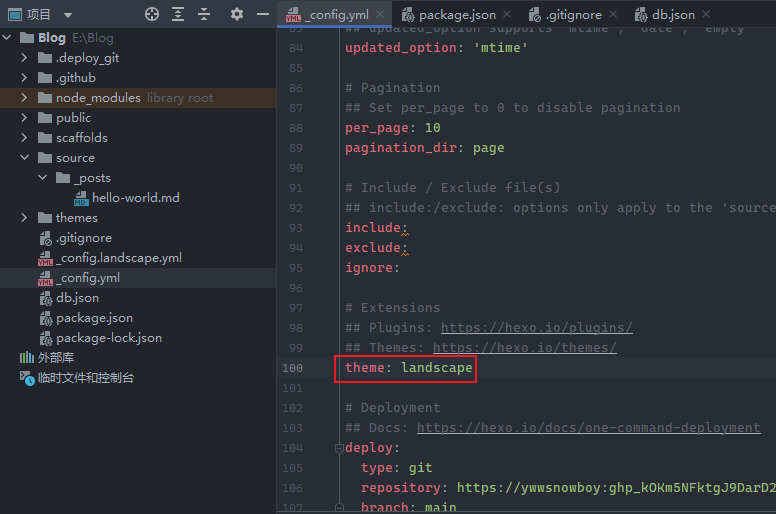 项目
_config.yml
package.json
.gitignore
db.json
Blog E:\Blog
.deploy_git
.github
node_modules library root
public
scaffolds
source
_posts
hello-world.md
themes
.gitignore
_config.landscape.yml
_config.yml
db.json
package.json
package-lock.json
外部库
临时文件和控制台
83 ## updated_option supports 'mtime', 'date', 'empty'
84 updated_option: 'mtime'
85
86 # Pagination
87 ## Set per_page to 0 to disable pagination
88 per_page: 10
89 pagination_dir: page
90
91 # Include / Exclude file(s)
92 ## include:/exclude: options only apply to the 'source
93 include:
94 exclude:
95 ignore:
96
97 # Extensions
98 ## Plugins: https://hexo.io/plugins/
99 ## Themes: https://hexo.io/themes/
100 theme: landscape
101
102 # Deployment
103 ## Docs: https://hexo.io/docs/one-command-deployment
104 deploy:
105 type: git
106 repository: https://ywwsnowboy:ghp_kOKm5NFktgJ9DarD2
107 branch: main